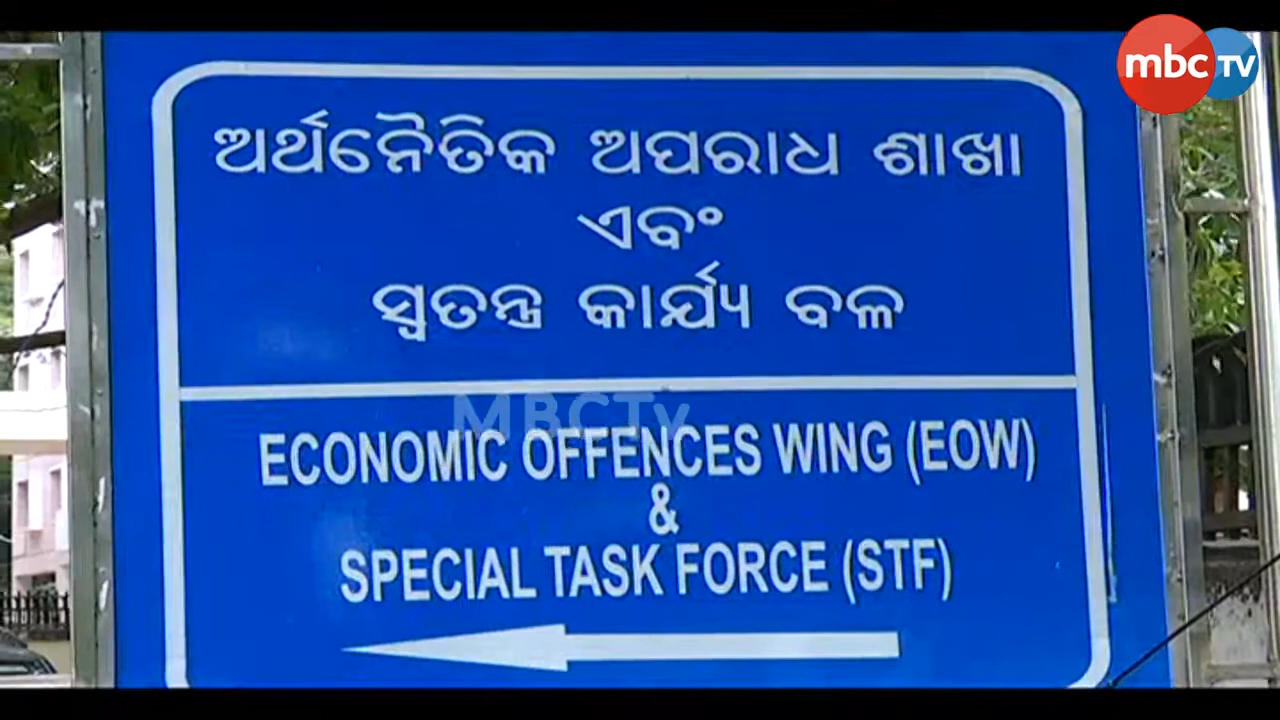 mbc TV
ଅର୍ଥନୈତିକ ଅପରାଧ ଶାଖା
ଏବଂ
ସ୍ୱତନ୍ତ୍ର କାର୍ଯ୍ୟ ବଳ
MBCTv
ECONOMIC OFFENCES WING (EOW)
&
SPECIAL TASK FORCE (STF)